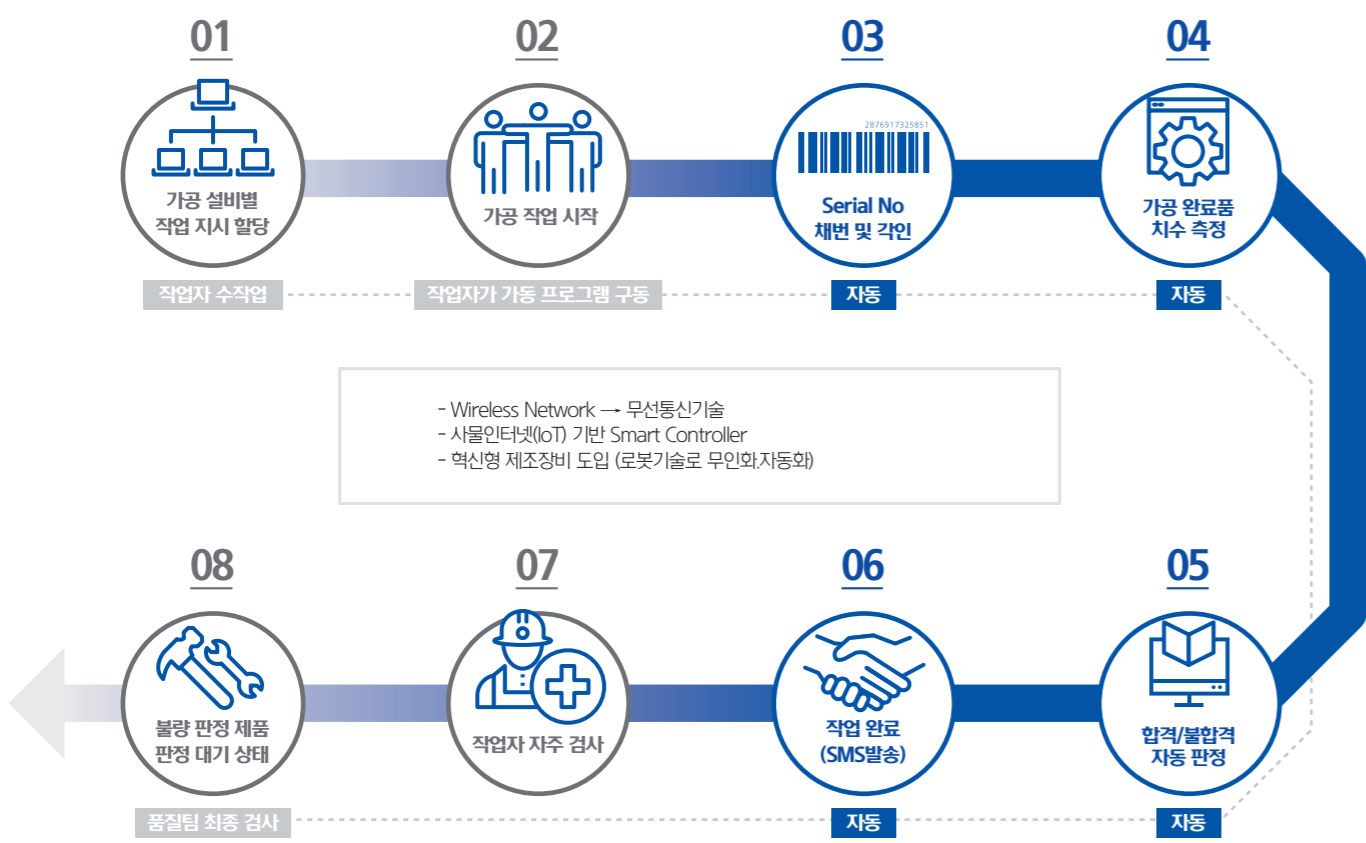 01
02
03
04
가공 설비별
작업 지시 할당
가공 작업 시작
2876917325851
Serial No
채번 및 각인
가공 완료품
치수 측정
작업자 수작업
작업자가 가동 프로그램 구동
자동
자동
- Wireless Network → 무선통신기술
- 사물인터넷(IoT) 기반 Smart Controller
- 혁신형 제조장비 도입 (로봇기술로 무인화.자동화)
08
07
06
05
불량 판정 제품
판정 대기 상태
작업자 자주 검사
작업 완료
(SMS발송)
합격/불합격
자동 판정
품질팀 최종 검사
자동
자동